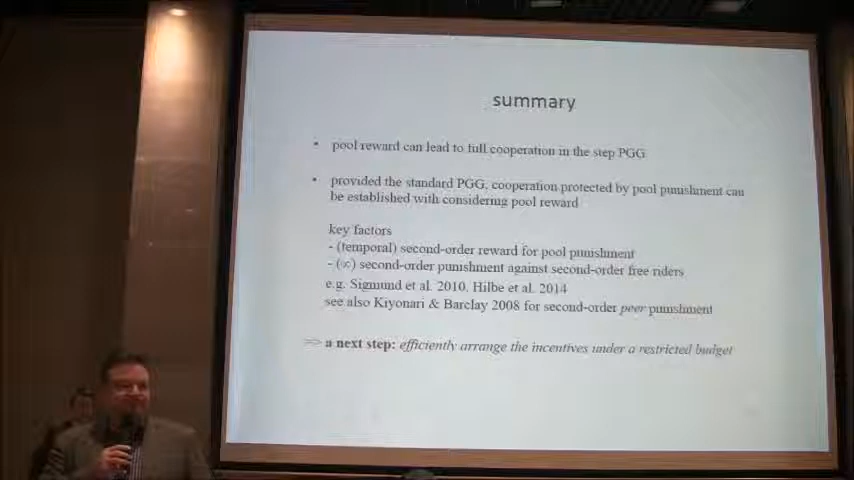 summary
• pool reward can lead to full cooperation in the step PGG
• provided the standard PGG, cooperation protected by pool punishment can
be established with considering pool reward
key factors
- (temporal) second-order reward for pool punishment
- (∞) second-order punishment against second-order free riders
e.g. Sigmund et al. 2010, Hilbe et al. 2014
see also Kiyonari & Barclay 2008 for second-order peer punishment
=> a next step: efficiently arrange the incentives under a restricted budget